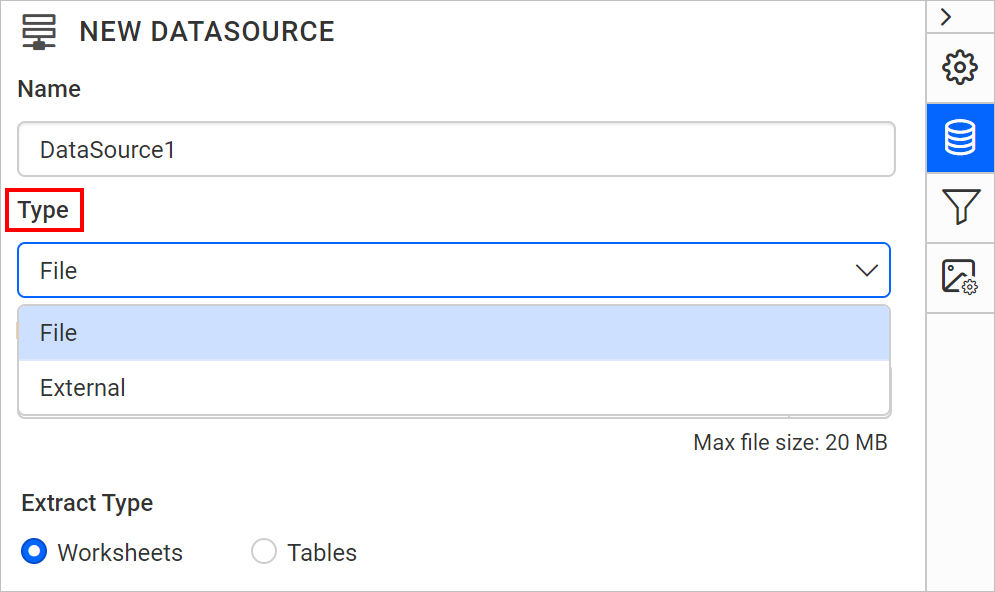 NEW DATASOURCE
Name
DataSource1
Type
File
File
External
Max file size: 20 MB
Extract Type
Worksheets Tables